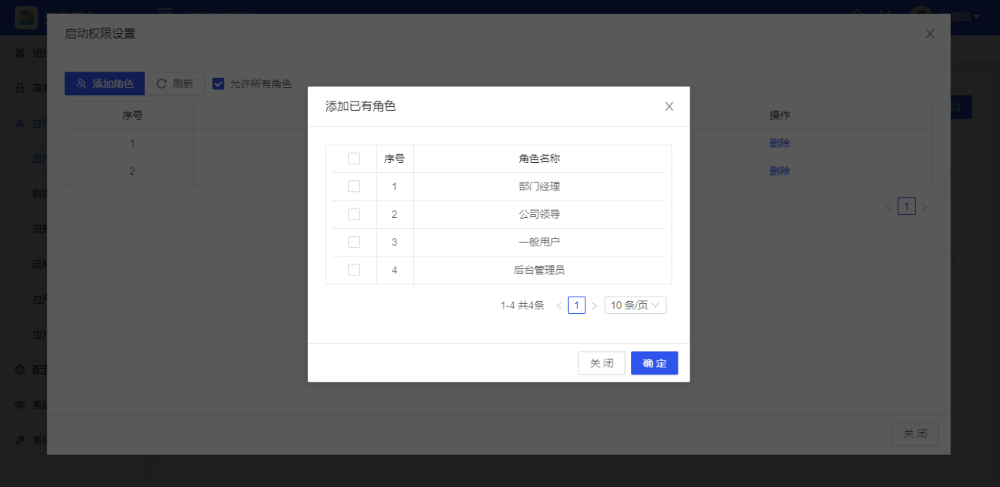 启动权限设置
添加角色 刷新 允许所有角色
序号 操作
1 删除
2 删除
1
添加已有角色
序号 角色名称
1 部门经理
2 公司领导
3 一般用户
4 后台管理员
1-4 共4条 1 10 条/页
关 闭 确 定
关 闭